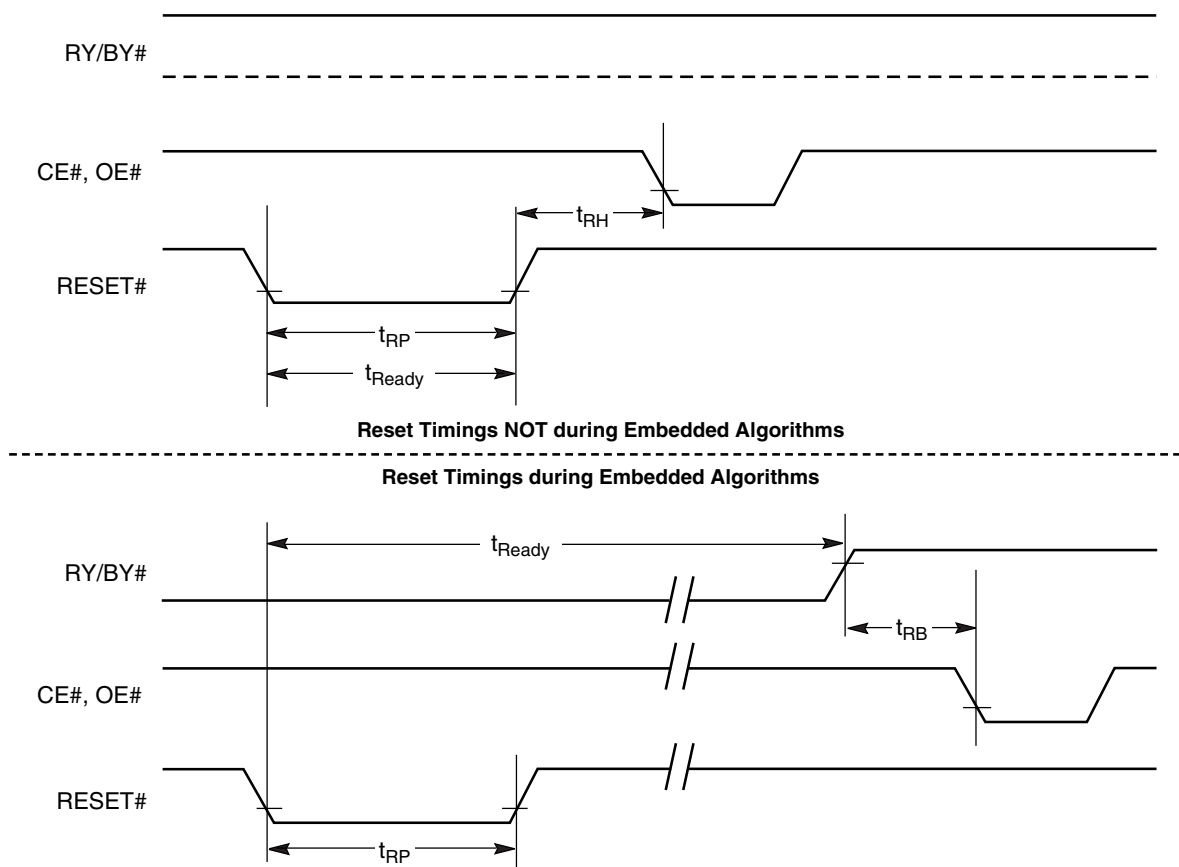 RY/BY#
CE#, OE#
tRH
RESET#
tRP
tReady
Reset Timings NOT during Embedded Algorithms
Reset Timings during Embedded Algorithms
tReady
RY/BY#
tRB
CE#, OE#
RESET#
tRP